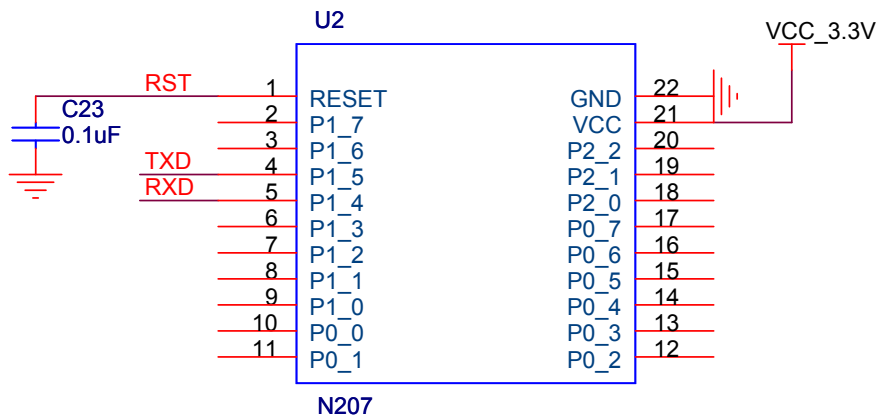 U2
VCC_3.3V
RST 1 RESET GND 22
C23
0.1uF
2 P1_7 VCC 21
3 P1_6 P2_2 20
TXD 4 P1_5 P2_1 19
RXD 5 P1_4 P2_0 18
6 P1_3 P0_7 17
7 P1_2 P0_6 16
8 P1_1 P0_5 15
9 P1_0 P0_4 14
10 P0_0 P0_3 13
11 P0_1 P0_2 12
N207